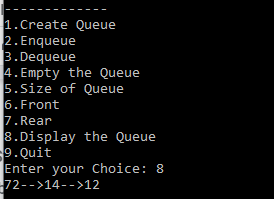 -------------
1.Create Queue
2.Enqueue
3.Dequeue
4.Empty the Queue
5.Size of Queue
6.Front
7.Rear
8.Display the Queue
9.Quit
Enter your Choice: 8
72-->14-->12